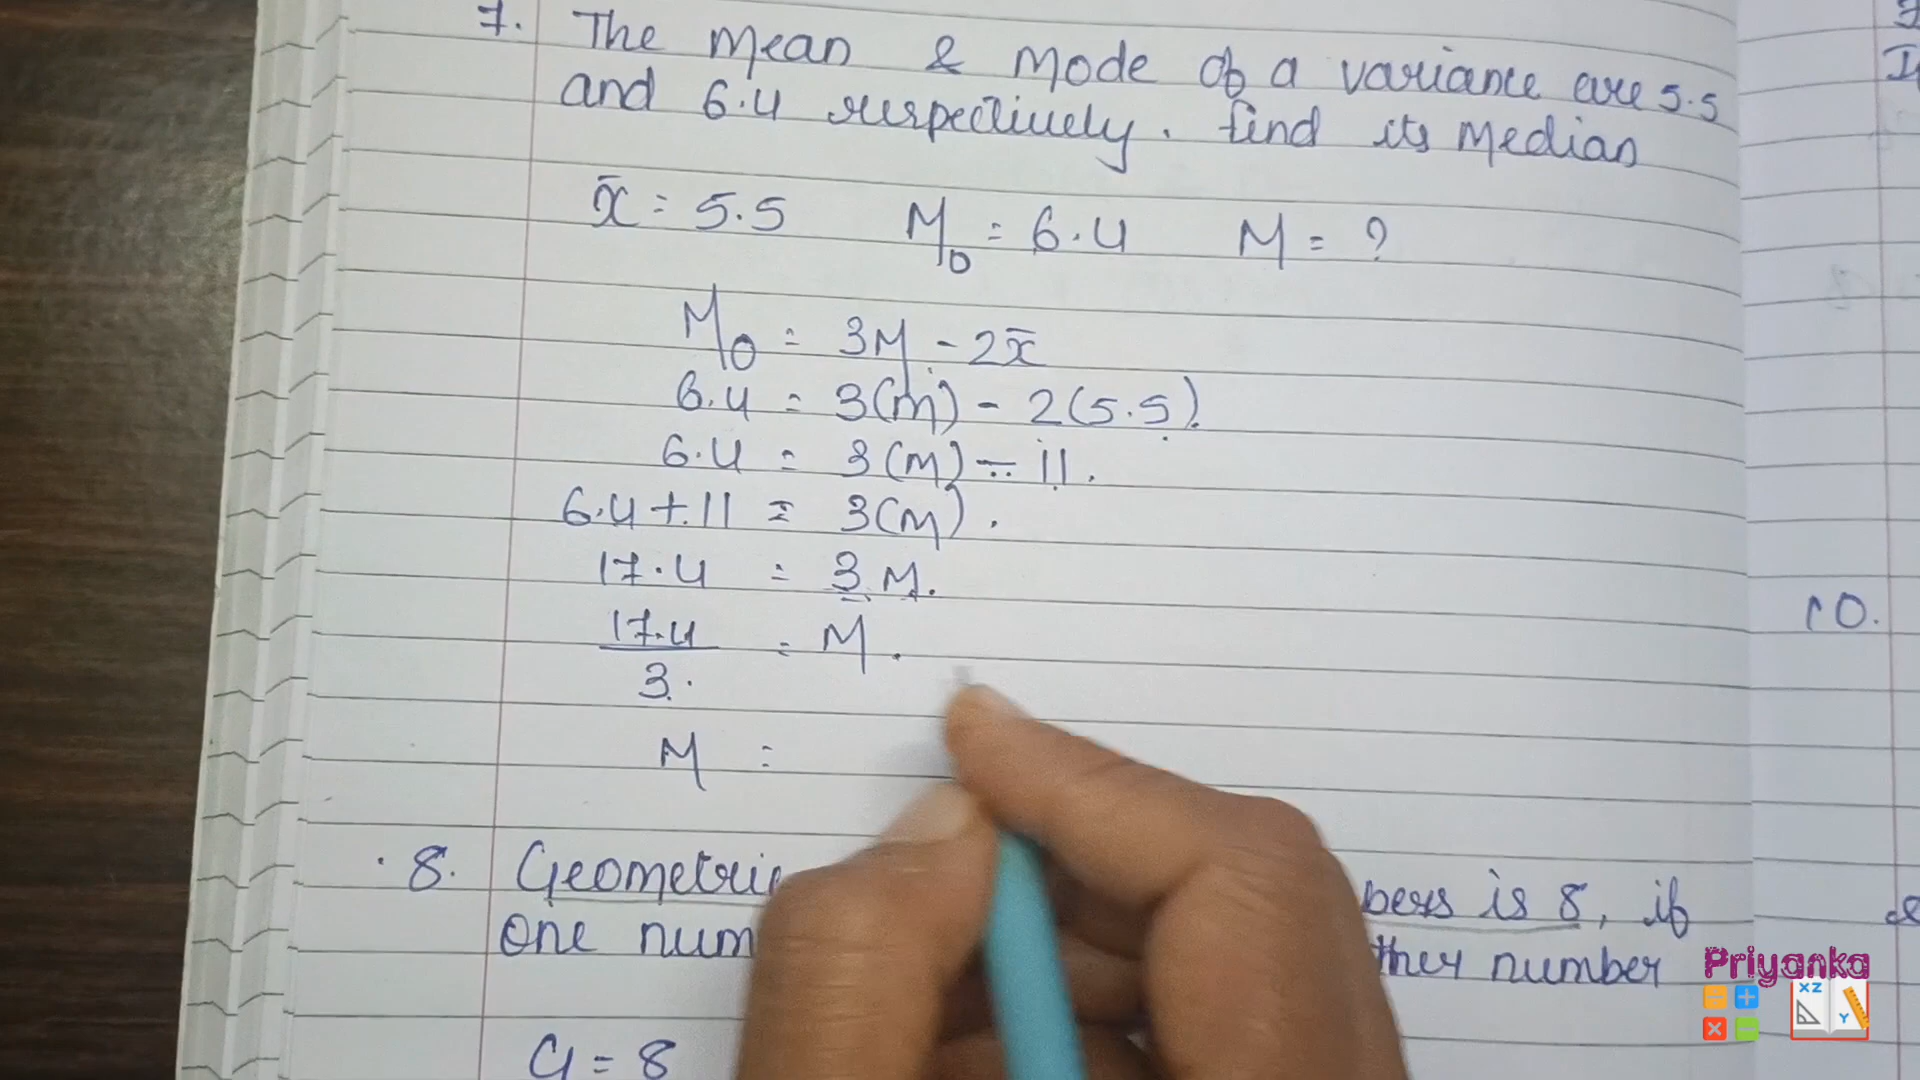 7. The Mean & Mode of a variance are 5.5
and 6.4 respectively. find its Median
x̄ = 5.5 M₀ = 6.4 M = ?
M₀ = 3M - 2x̄
6.4 = 3(M) - 2(5.5).
6.4 = 3(M) - 11.
6.4 + 11 = 3(M).
17.4 = 3M.
17.4/3. = M.
M =
8. Geometric bers is 8, if
one num ther number
G = 8
10.
Priyanka
XZ
Y